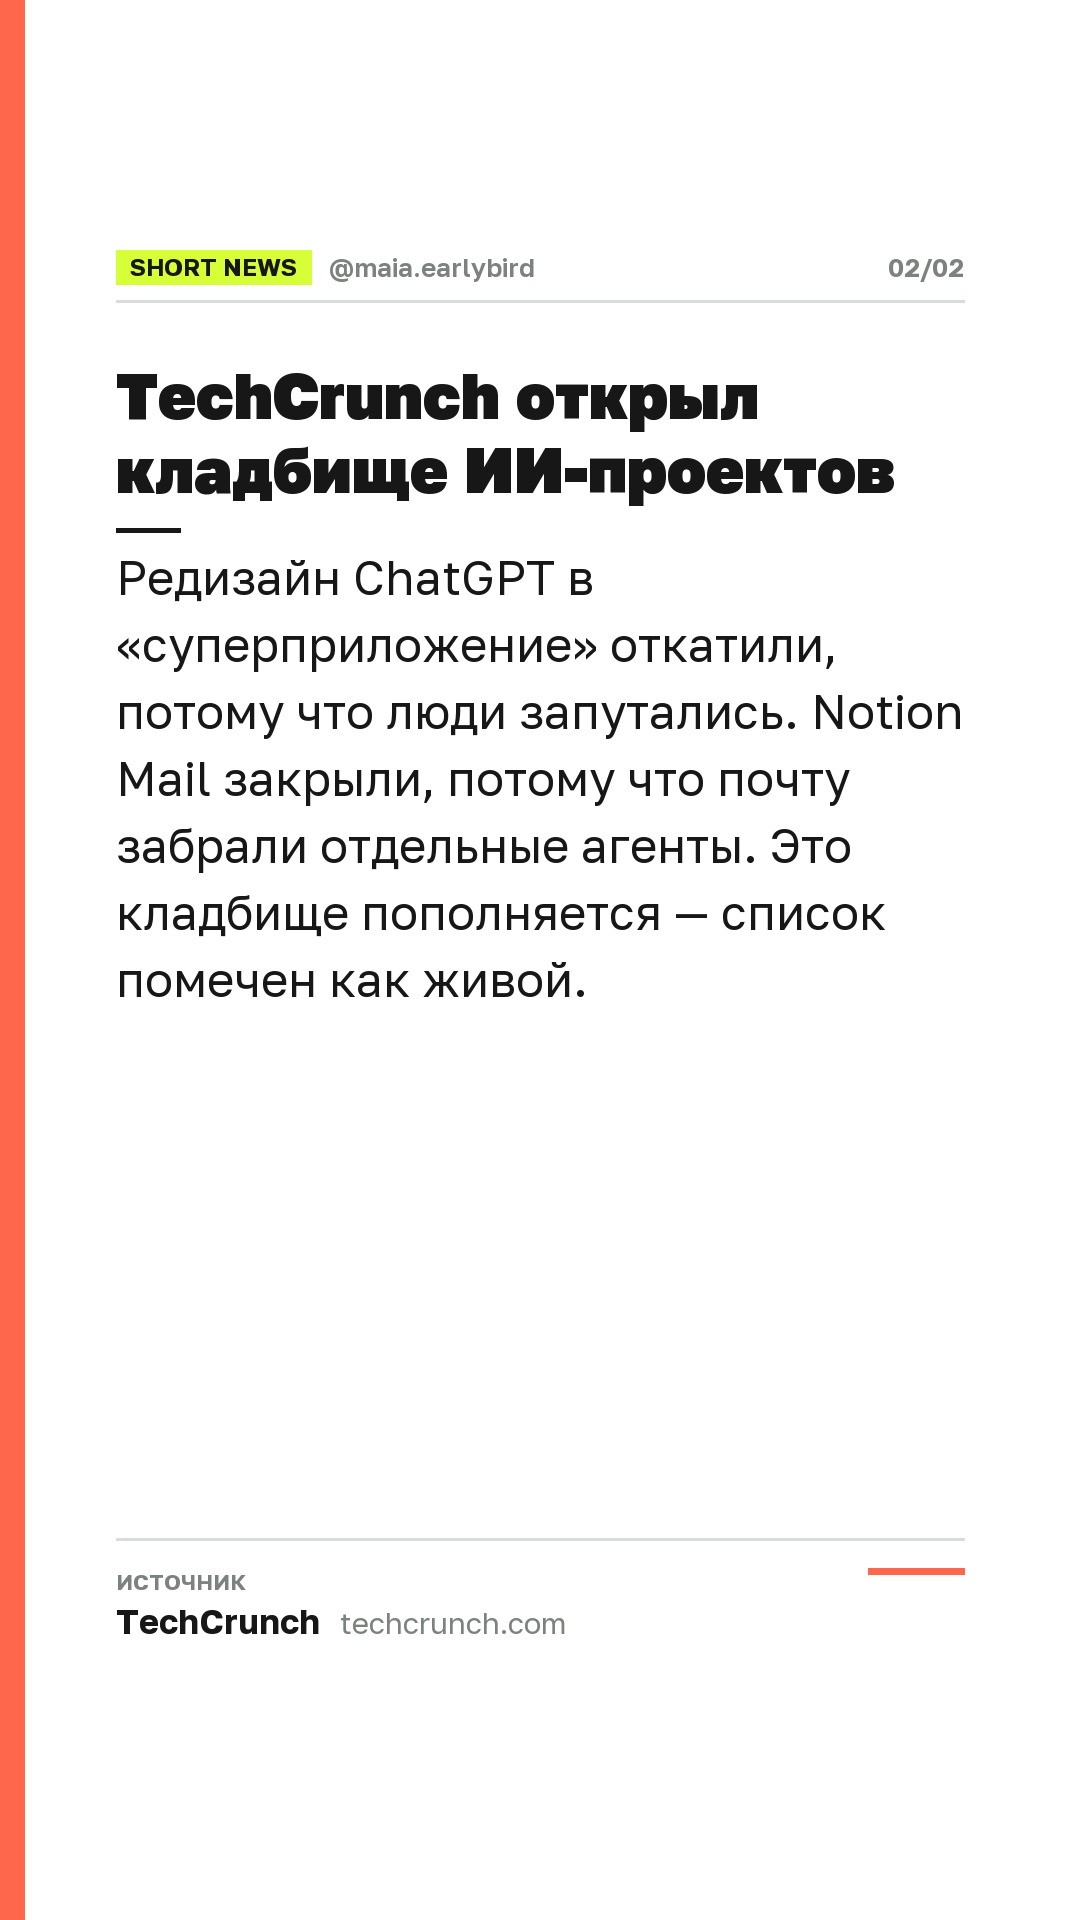 SHORT NEWS @maia.earlybird 02/02
TechCrunch открыл
кладбище ИИ-проектов
Редизайн ChatGPT в
«суперприложение» откатили,
потому что люди запутались. Notion
Mail закрыли, потому что почту
забрали отдельные агенты. Это
кладбище пополняется — список
помечен как живой.
источник
TechCrunch techcrunch.com